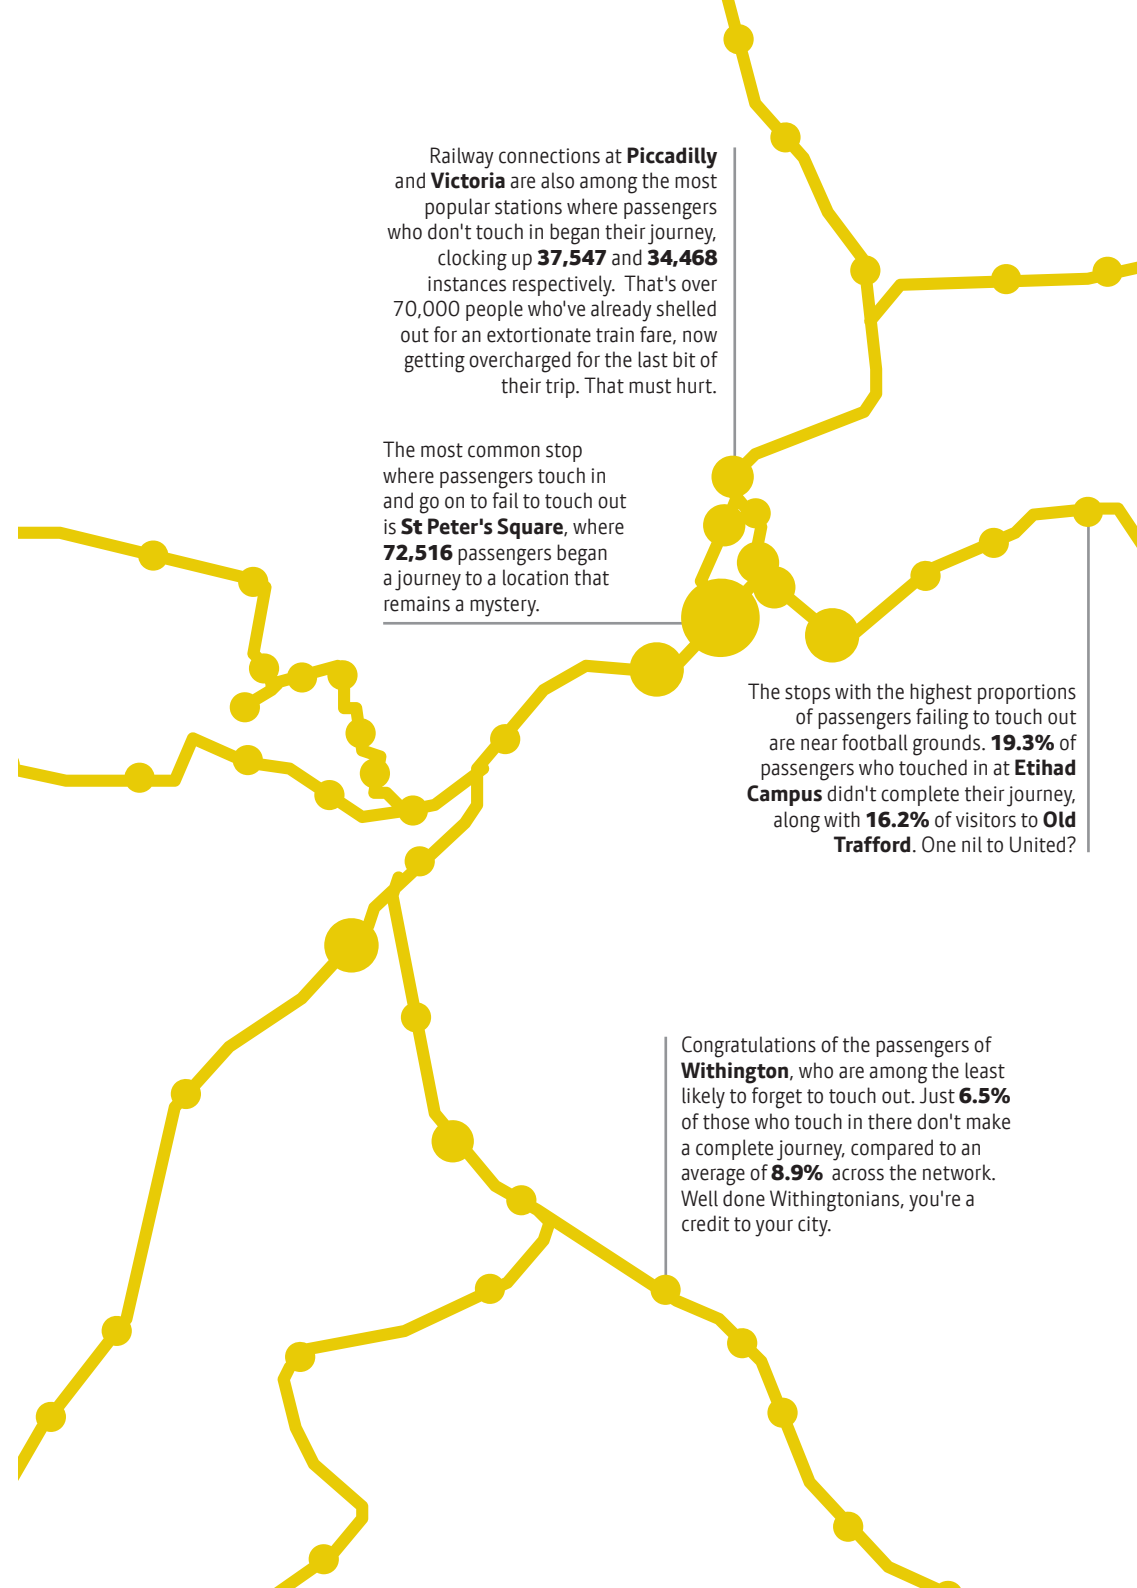 Railway connections at Piccadilly
and Victoria are also among the most
popular stations where passengers
who don't touch in began their journey,
clocking up 37,547 and 34,468
instances respectively.  That's over
70,000 people who've already shelled
out for an extortionate train fare, now
getting overcharged for the last bit of
their trip. That must hurt.
The most common stop
where passengers touch in
and go on to fail to touch out
is St Peter's Square, where
72,516 passengers began
a journey to a location that
remains a mystery.
The stops with the highest proportions
of passengers failing to touch out
are near football grounds. 19.3% of
passengers who touched in at Etihad
Campus didn't complete their journey,
along with 16.2% of visitors to Old
Trafford. One nil to United?
Congratulations of the passengers of
Withington, who are among the least
likely to forget to touch out. Just 6.5%
of those who touch in there don't make
a complete journey, compared to an
average of 8.9%  across the network.
Well done Withingtonians, you're a
credit to your city.